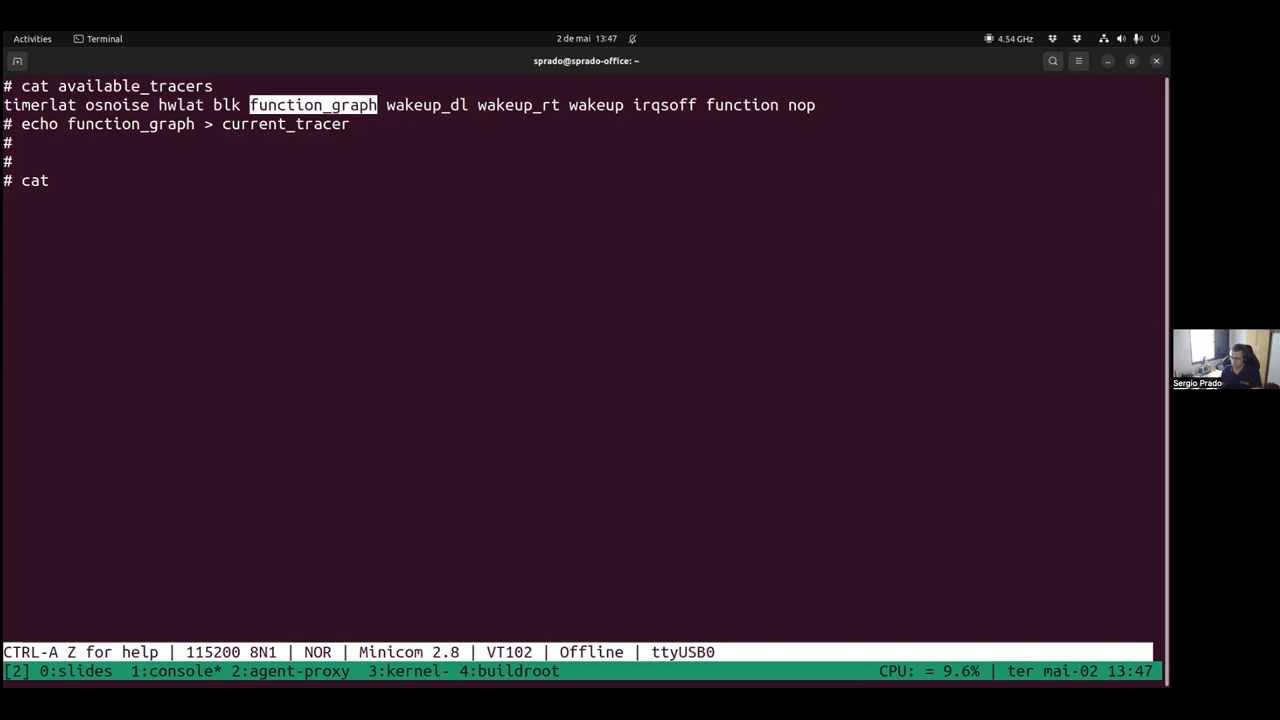 Activities
Terminal
2 de mai 13:47
4.54 GHz
sprado@sprado-office: ~
# cat available_tracers
timerlat osnoise hwlat blk function_graph wakeup_dl wakeup_rt wakeup irqsoff function nop
# echo function_graph > current_tracer
#
#
# cat
Sergio Prado
CTRL-A Z for help | 115200 8N1 | NOR | Minicom 2.8 | VT102 | Offline | ttyUSB0
[2] 0:slides 1:console* 2:agent-proxy 3:kernel- 4:buildroot CPU: = 9.6% | ter mai-02 13:47